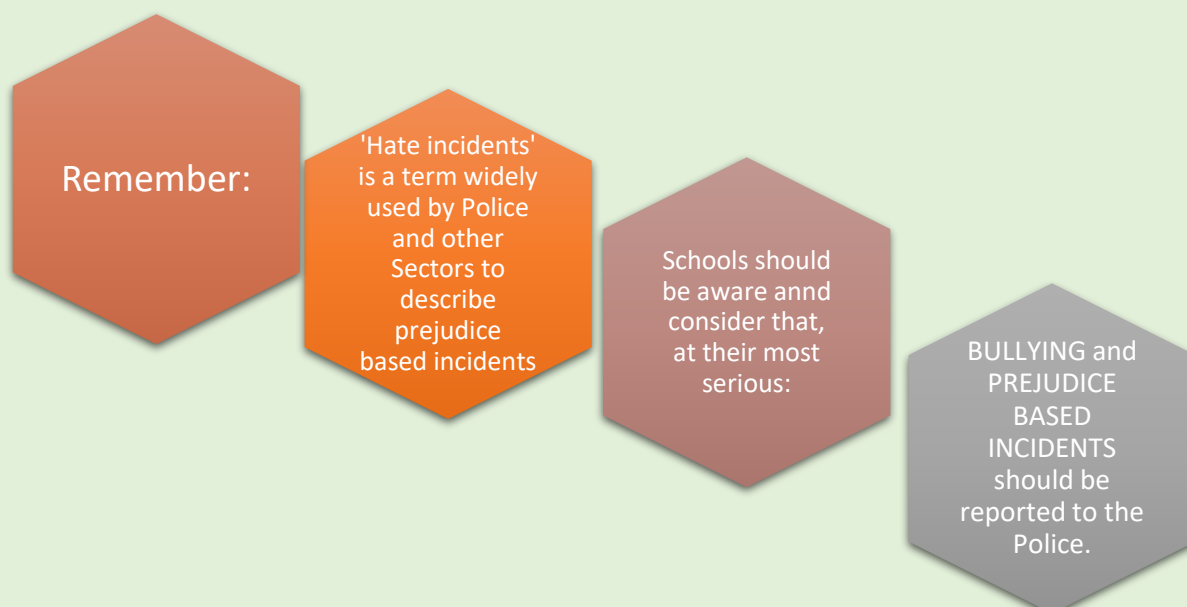 Remember:
'Hate incidents'
is a term widely
used by Police
and other
Sectors to
describe
prejudice
based incidents
Schools should
be aware annd
consider that,
at their most
serious:
BULLYING and
PREJUDICE
BASED
INCIDENTS
should be
reported to the
Police.